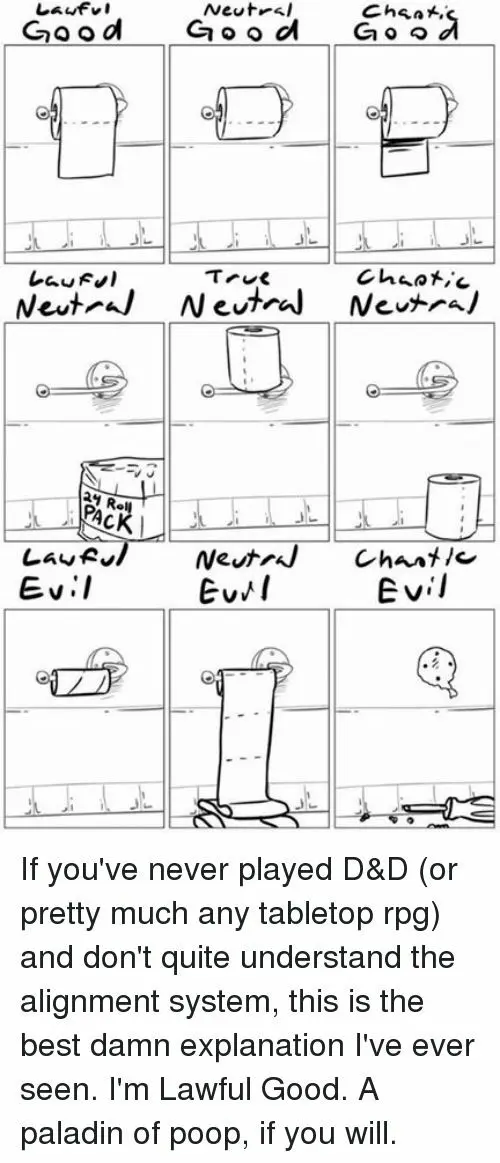 Lawful Neutral Chaotic
Good Good Good
Lawful True Chaotic
Neutral Neutral Neutral
24 Roll
PACK
Lawful Neutral Chaotic
Evil Evil Evil
If you've never played D&D (or
pretty much any tabletop rpg)
and don't quite understand the
alignment system, this is the
best damn explanation I've ever
seen. I'm Lawful Good. A
paladin of poop, if you will.